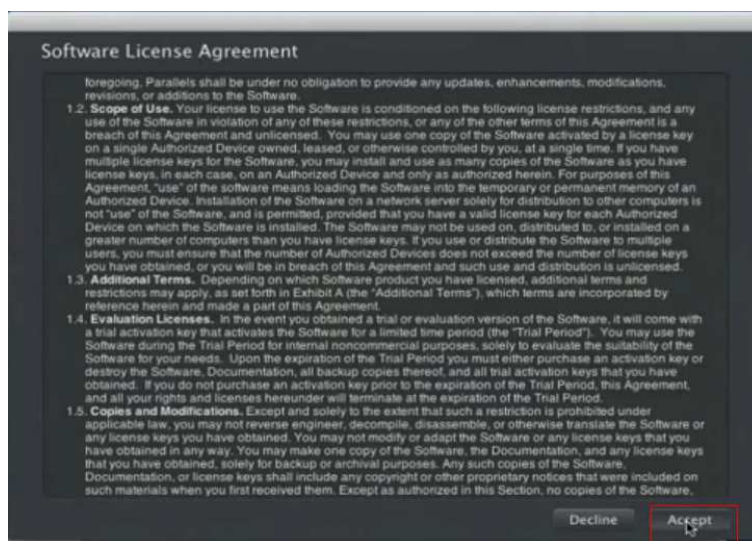 Software License Agreement
foregoing. Parallels shall be under no obligation to provide any updates, enhancements, modifications,
revisions, or additions to the Software.
1.2. Scope of Use. Your license to use the Software is conditioned on the following license restrictions, and any
use of the Software in violation of any of these restrictions, or any of the other terms of this Agreement is a
breach of this Agreement and unlicensed. You may use one copy of the Software activated by a license key
on a single Authorized Device owned, leased, or otherwise controlled by you, at a single time. If you have
multiple license keys for the Software, you may install and use as many copies of the Software as you have
license keys, in each case, on an Authorized Device and only as authorized herein. For purposes of this
Agreement, "use" of the software means loading the Software into the temporary or permanent memory of an
Authorized Device. Installation of the Software on a network server solely for distribution to other computers is
not "use" of the Software, and is permitted, provided that you have a valid license key for each Authorized
Device on which the Software is installed. The Software may not be used on, distributed to, or installed on a
greater number of computers than you have license keys. If you use or distribute the Software to multiple
users, you must ensure that the number of Authorized Devices does not exceed the number of license keys
you have obtained, or you will be in breach of this Agreement and such use and distribution is unlicensed.
1.3. Additional Terms. Depending on which Software product you have licensed, additional terms and
restrictions may apply, as set forth in Exhibit A (the "Additional Terms"), which terms are incorporated by
reference herein and made a part of this Agreement.
1.4. Evaluation Licenses. In the event you obtained a trial or evaluation version of the Software, it will come with
a trial activation key that activates the Software for a limited time period (the "Trial Period"). You may use the
Software during the Trial Period for internal noncommercial purposes, solely to evaluate the suitability of the
Software for your needs. Upon the expiration of the Trial Period you must either purchase an activation key or
destroy the Software, Documentation, all backup copies thereof, and all trial activation keys that you have
obtained. If you do not purchase an activation key prior to the expiration of the Trial Period, this Agreement,
and all your rights and licenses hereunder will terminate at the expiration of the Trial Period.
1.5. Copies and Modifications. Except and solely to the extent that such a restriction is prohibited under
applicable law, you may not reverse engineer, decompile, disassemble, or otherwise translate the Software or
any license keys you have obtained. You may not modify or adapt the Software or any license keys that you
have obtained in any way. You may make one copy of the Software, the Documentation, and any license keys
that you have obtained, solely for backup or archival purposes. Any such copies of the Software,
Documentation, or license keys shall include any copyright or other proprietary notices that were included on
such materials when you first received them. Except as authorized in this Section, no copies of the Software,
Decline Accept